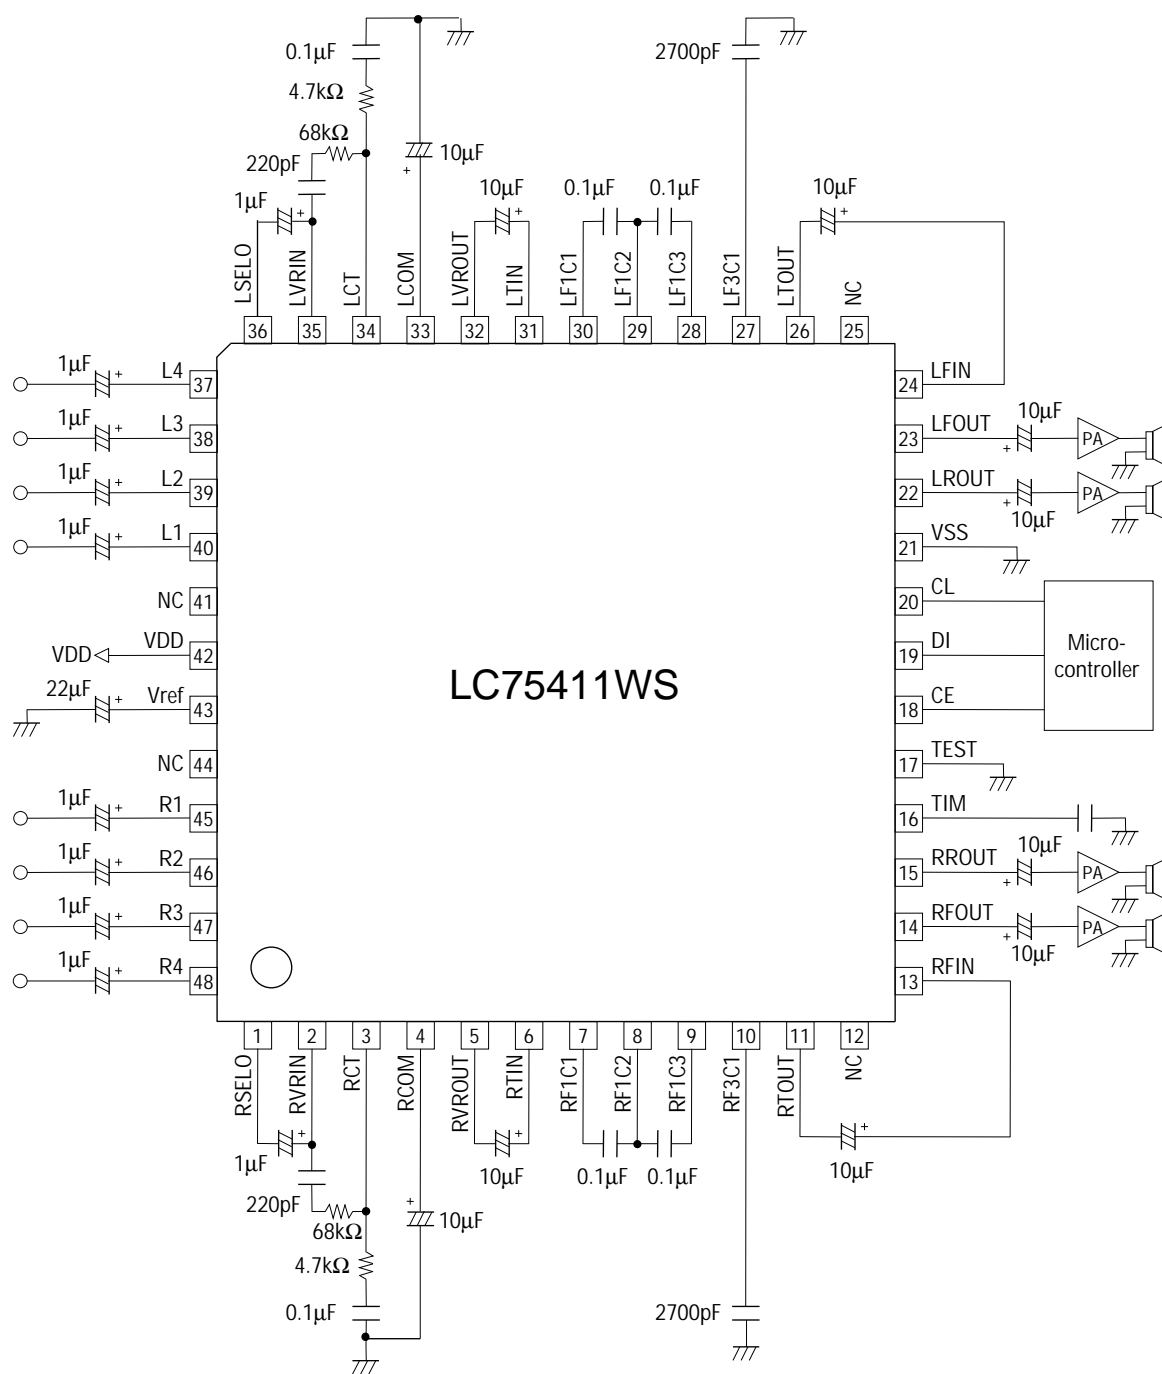 0.1µF
2700pF
4.7kΩ
68kΩ
220pF
10µF
1µF
10µF
0.1µF
0.1µF
10µF
LSELO
LVRIN
LCT
LCOM
LVROUT
LTIN
LF1C1
LF1C2
LF1C3
LF3C1
LTOUT
NC
36
35
34
33
32
31
30
29
28
27
26
25
1µF
L4
37
1µF
L3
38
1µF
L2
39
1µF
L1
40
NC
41
VDD
VDD
42
22µF
Vref
43
NC
44
1µF
R1
45
1µF
R2
46
1µF
R3
47
1µF
R4
48
LC75411WS
24
LFIN
23
LFOUT
10µF
PA
22
LROUT
10µF
PA
21
VSS
20
CL
19
DI
18
CE
Micro-
controller
17
TEST
16
TIM
15
RROUT
10µF
PA
14
RFOUT
10µF
PA
13
RFIN
1
2
3
4
5
6
7
8
9
10
11
12
RSELO
RVRIN
RCT
RCOM
RVROUT
RTIN
RF1C1
RF1C2
RF1C3
RF3C1
RTOUT
NC
1µF
10µF
0.1µF
0.1µF
10µF
220pF
68kΩ
10µF
4.7kΩ
0.1µF
2700pF